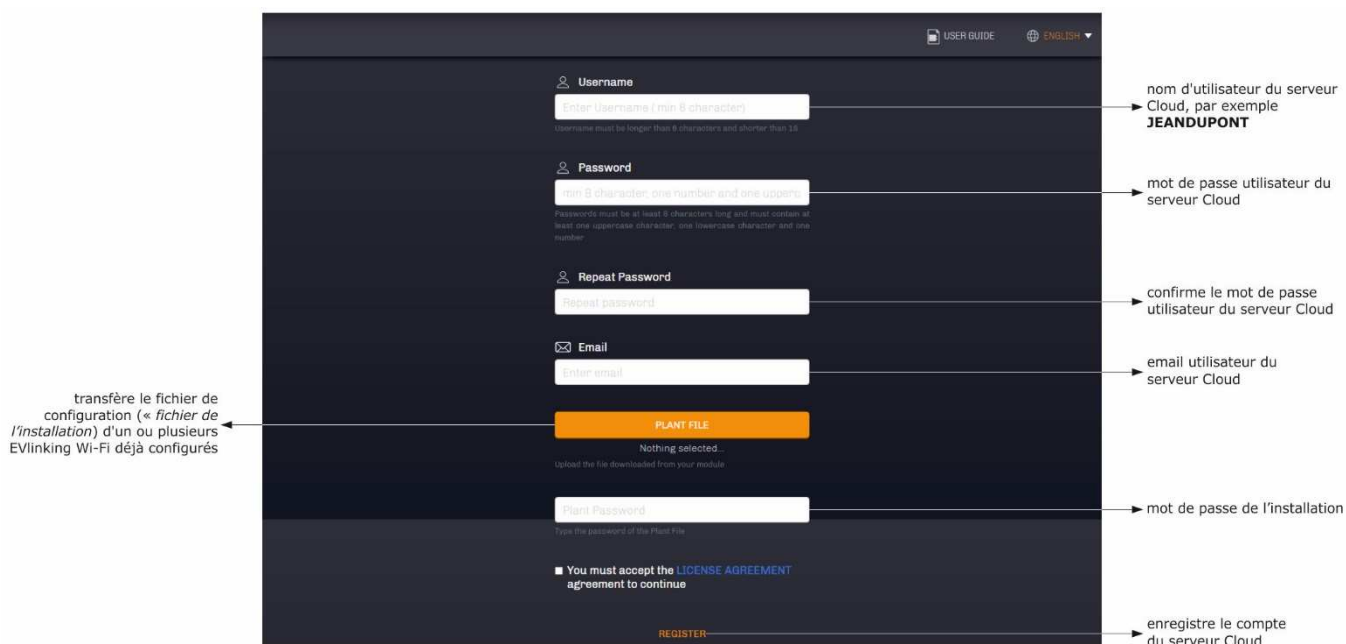 USER GUIDE
ENGLISH
Username
Enter Username ( min 8 character)
Username must be longer than 8 characters and shorter than 16
nom d'utilisateur du serveur
Cloud, par exemple
JEANDUPONT
Password
min 8 character, one number and one upperc
Passwords must be at least 8 characters long and must contain at
least one uppercase character, one lowercase character and one
number
mot de passe utilisateur du
serveur Cloud
Repeat Password
Repeat password
confirme le mot de passe
utilisateur du serveur Cloud
Email
Enter email
email utilisateur du
serveur Cloud
transfère le fichier de
configuration (« fichier de
l'installation) d'un ou plusieurs
EVlinking Wi-Fi déjà configurés
PLANT FILE
Nothing selected...
Upload the file downloaded from your module
Plant Password
Type the password of the Plant File
mot de passe de l'installation
You must accept the LICENSE AGREEMENT
agreement to continue
REGISTER
enregistre le compte
du serveur Cloud